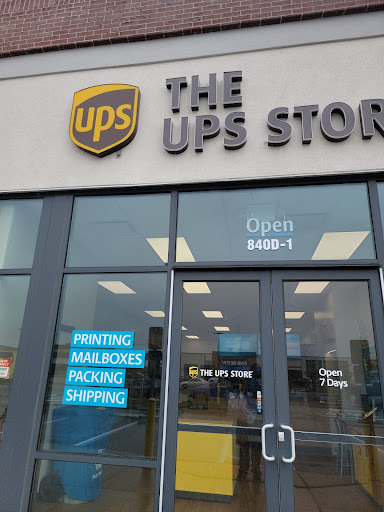 ups
THE
UPS STOR
Open
840D-1
PRINTING
MAILBOXES
PACKING
SHIPPING
THE UPS STORE
Open
7 Days